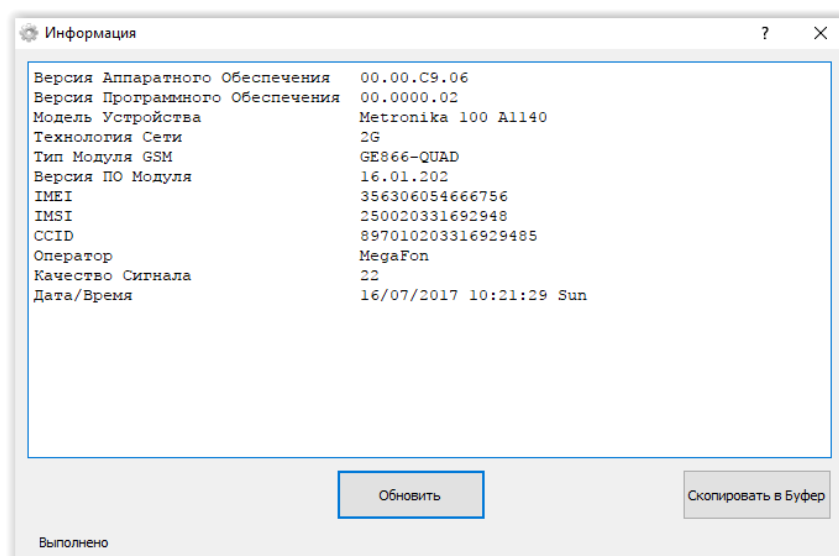 Информация
?
Версия Аппаратного Обеспечения 00.00.C9.06
Версия Программного Обеспечения 00.0000.02
Модель Устройства Metronika 100 A1140
Технология Сети 2G
Тип Модуля GSM GE866-QUAD
Версия ПО Модуля 16.01.202
IMEI 356306054666756
IMSI 250020331692948
CCID 897010203316929485
Оператор MegaFon
Качество Сигнала 22
Дата/Время 16/07/2017 10:21:29 Sun
Обновить Скопировать в Буфер
Выполнено